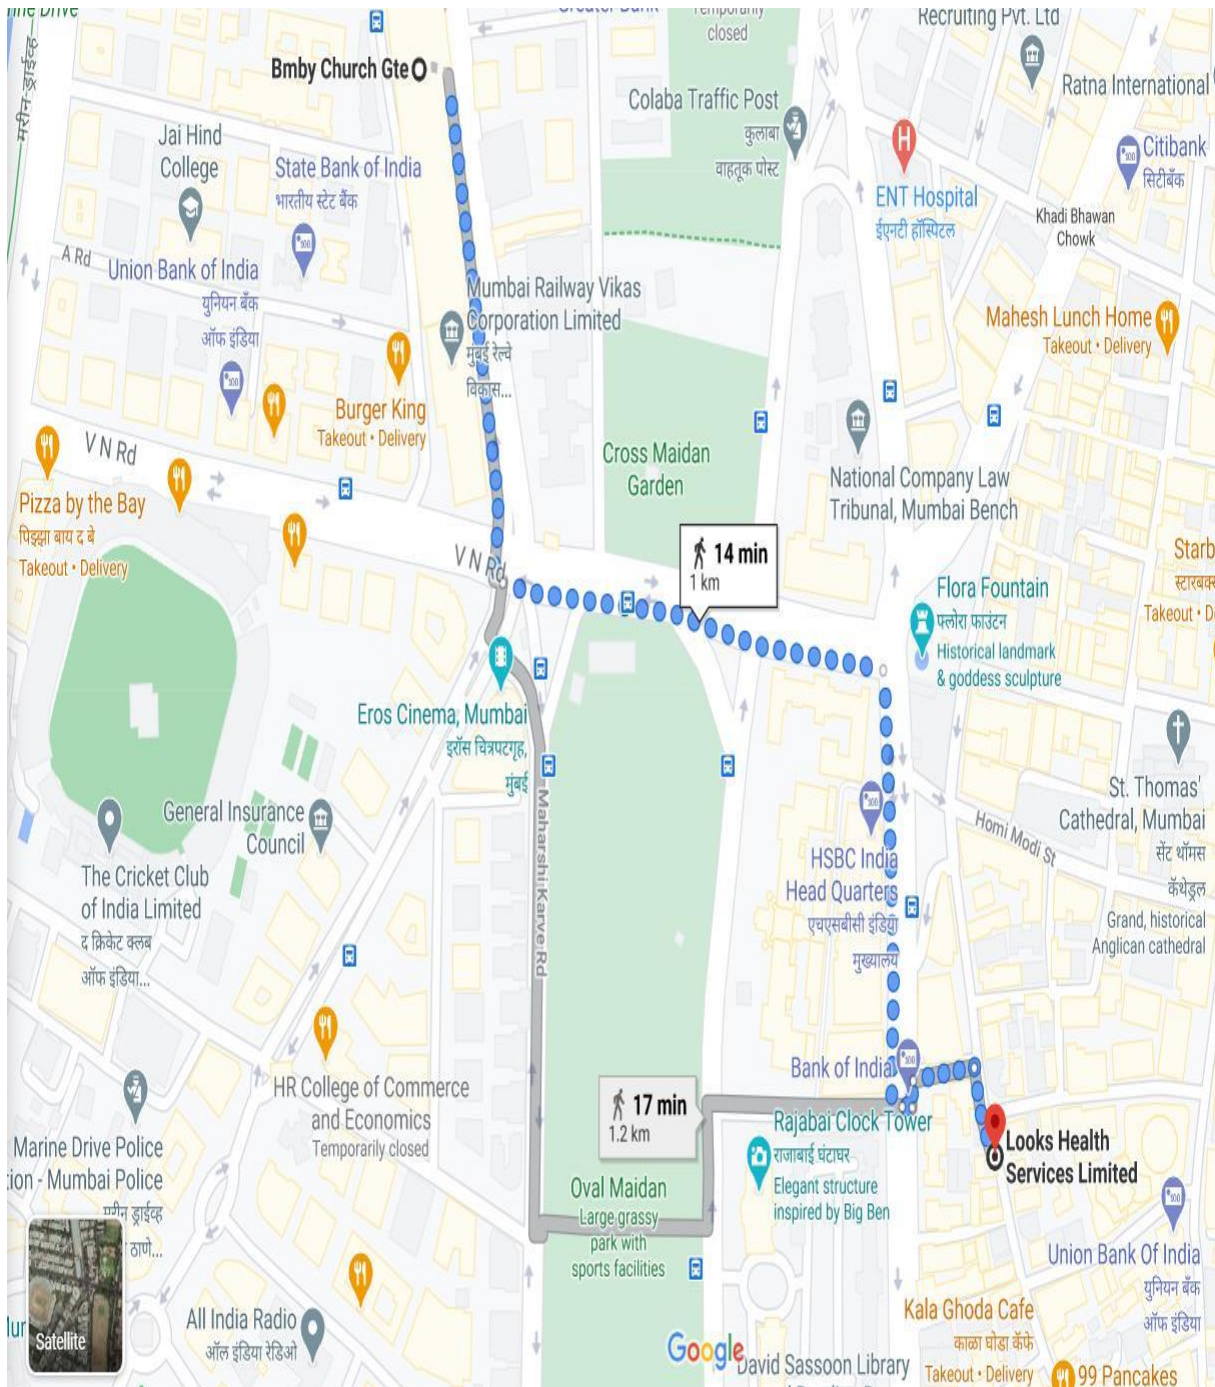 मरीन ड्राईव्ह
Recruiting Pvt. Ltd
closed
Bmby Church Gte
Colaba Traffic Post
कुलाबा
वाहतूक पोस्ट
Ratna International
Citibank
सिटीबँक
Jai Hind
College
State Bank of India
भारतीय स्टेट बैंक
ENT Hospital
ईएनटी हॉस्पिटल
Khadi Bhawan
Chowk
A Rd
Union Bank of India
युनियन बँक
ऑफ इंडिया
Mumbai Railway Vikas
Corporation Limited
मुंबई रेल्वे
विकास...
Mahesh Lunch Home
Takeout • Delivery
Burger King
Takeout • Delivery
V N Rd
Cross Maidan
Garden
National Company Law
Tribunal, Mumbai Bench
Pizza by the Bay
पिझ्झा बाय द बे
Takeout • Delivery
V N Rd
14 min
1 km
Flora Fountain
फ्लोरा फाउंटन
Historical landmark
& goddess sculpture
Eros Cinema, Mumbai
इरॉस चित्रपटगृह,
मुंबई
Maharshi Karve Rd
General Insurance
Council
St. Thomas'
Cathedral, Mumbai
सेंट थॉमस
कॅथेड्रल
Grand, historical
Anglican cathedral
Homi Modi St
HSBC India
Head Quarters
एचएसबीसी इंडिया
मुख्यालय
The Cricket Club
of India Limited
द क्रिकेट क्लब
ऑफ इंडिया...
HR College of Commerce
and Economics
Temporarily closed
Bank of India
17 min
1.2 km
Rajabai Clock Tower
राजाबाई घंटाघर
Elegant structure
inspired by Big Ben
Looks Health
Services Limited
Marine Drive Police
tion - Mumbai Police
मरीन ड्राईव्ह
ठाणे...
Oval Maidan
Large grassy
park with
sports facilities
Union Bank Of India
युनियन बँक
ऑफ इंडिया
Kala Ghoda Cafe
काळा घोडा कॅफे
Takeout • Delivery
All India Radio
ऑल इंडिया रेडिओ
Satellite
Google
David Sassoon Library
99 Pancakes